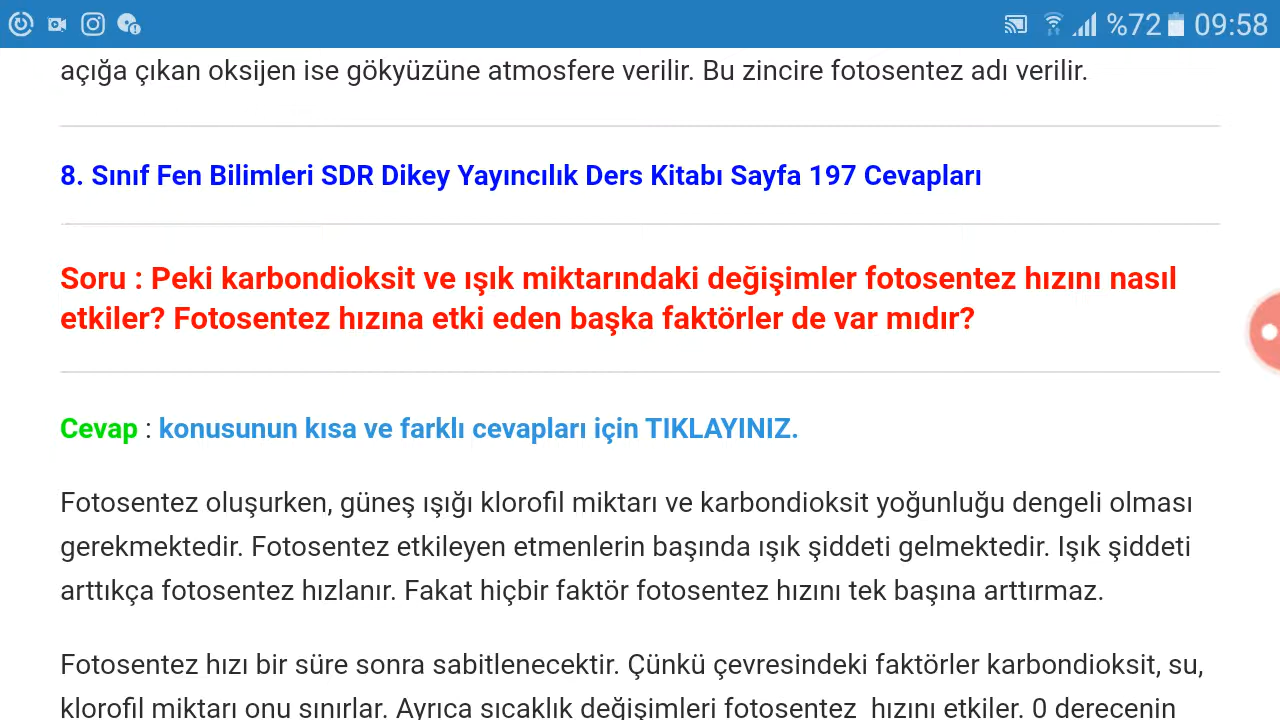 %72 09:58
açığa çıkan oksijen ise gökyüzüne atmosfere verilir. Bu zincire fotosentez adı verilir.
8. Sınıf Fen Bilimleri SDR Dikey Yayıncılık Ders Kitabı Sayfa 197 Cevapları
Soru : Peki karbondioksit ve ışık miktarındaki değişimler fotosentez hızını nasıl
etkiler? Fotosentez hızına etki eden başka faktörler de var mıdır?
Cevap : konusunun kısa ve farklı cevapları için TIKLAYINIZ.
Fotosentez oluşurken, güneş ışığı klorofil miktarı ve karbondioksit yoğunluğu dengeli olması
gerekmektedir. Fotosentez etkileyen etmenlerin başında ışık şiddeti gelmektedir. Işık şiddeti
arttıkça fotosentez hızlanır. Fakat hiçbir faktör fotosentez hızını tek başına arttırmaz.
Fotosentez hızı bir süre sonra sabitlenecektir. Çünkü çevresindeki faktörler karbondioksit, su,
klorofil miktarı onu sınırlar. Ayrıca sıcaklık değişimleri fotosentez hızını etkiler. 0 derecenin